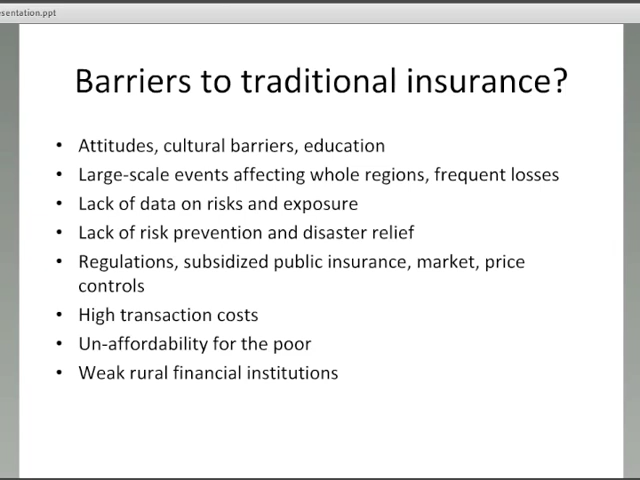 esentation.ppt
Barriers to traditional insurance?
• Attitudes, cultural barriers, education
• Large-scale events affecting whole regions, frequent losses
• Lack of data on risks and exposure
• Lack of risk prevention and disaster relief
• Regulations, subsidized public insurance, market, price
controls
• High transaction costs
• Un-affordability for the poor
• Weak rural financial institutions